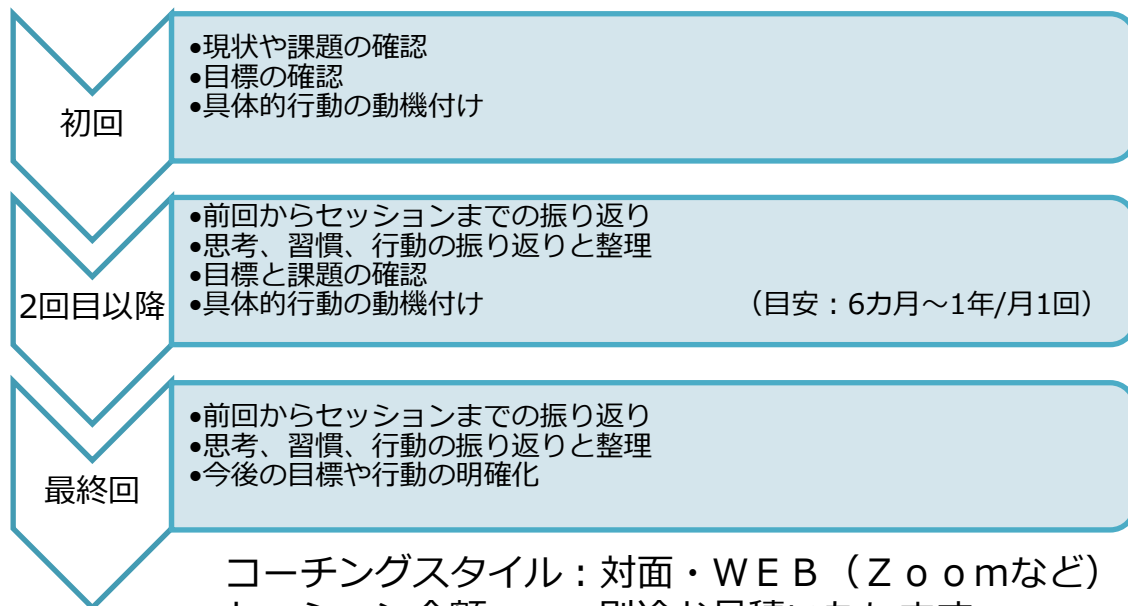 初回
•現状や課題の確認
•目標の確認
•具体的行動の動機付け
2回目以降
•前回からセッションまでの振り返り
•思考、習慣、行動の振り返りと整理
•目標と課題の確認
•具体的行動の動機付け （目安：6カ月～1年/月1回）
最終回
•前回からセッションまでの振り返り
•思考、習慣、行動の振り返りと整理
•今後の目標や行動の明確化
コーチングスタイル：対面・ＷＥＢ（Ｚｏｏｍなど）